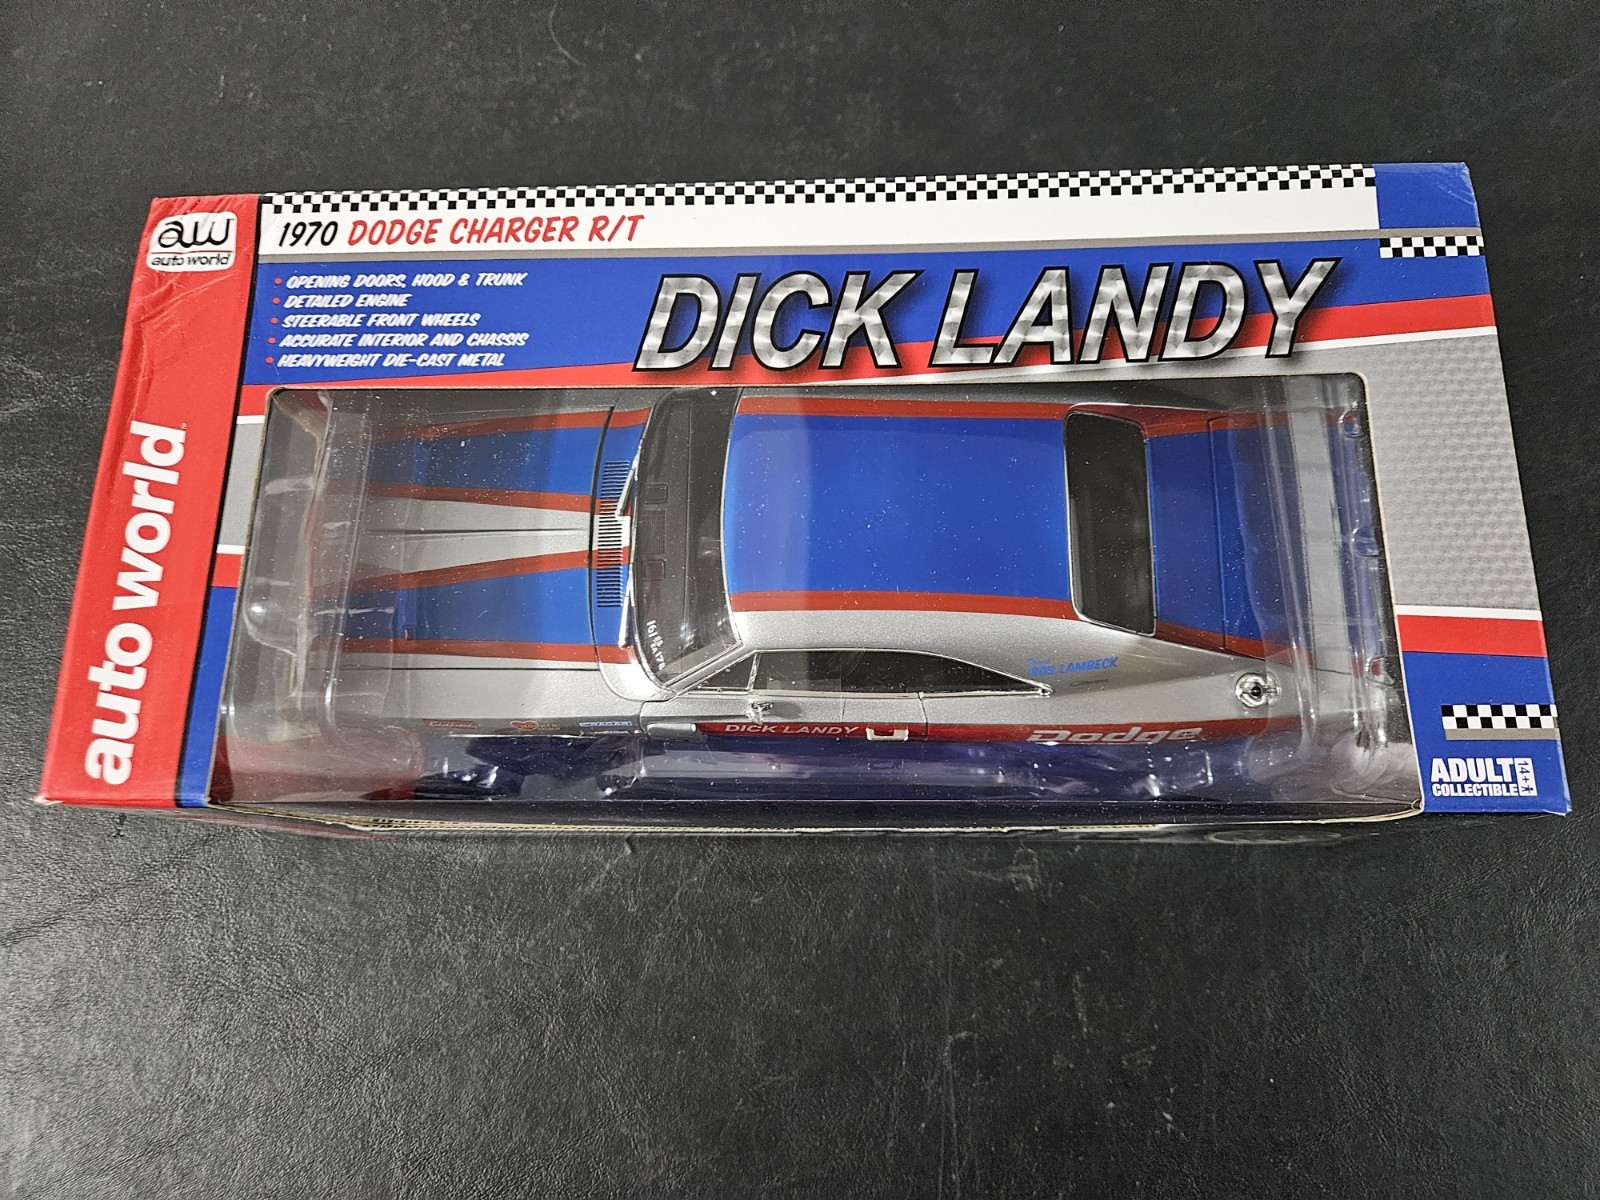 aw
auto world
1970 DODGE CHARGER R/T
• OPENING DOORS, HOOD & TRUNK
• DETAILED ENGINE
• STEERABLE FRONT WHEELS
• ACCURATE INTERIOR AND CHASSIS
• HEAVYWEIGHT DIE-CAST METAL
DICK LANDY
auto world
BOB LAMBECK
DICK LANDY
Dodge
ADULT
COLLECTIBLE
14+